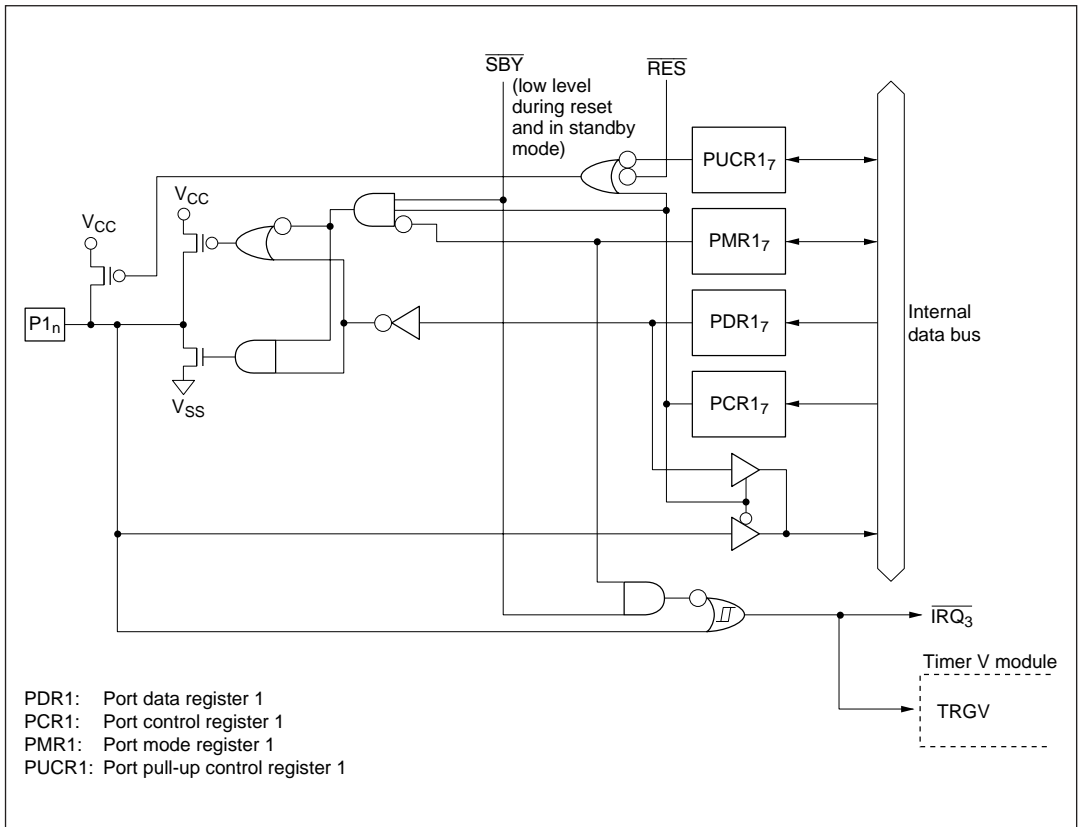 SBY
(low level
during reset
and in standby
mode)
RES
PUCR17
VCC
VCC
PMR17
P1n
PDR17
Internal
data bus
VSS
PCR17
IRQ3
Timer V module
TRGV
PDR1: Port data register 1
PCR1: Port control register 1
PMR1: Port mode register 1
PUCR1: Port pull-up control register 1